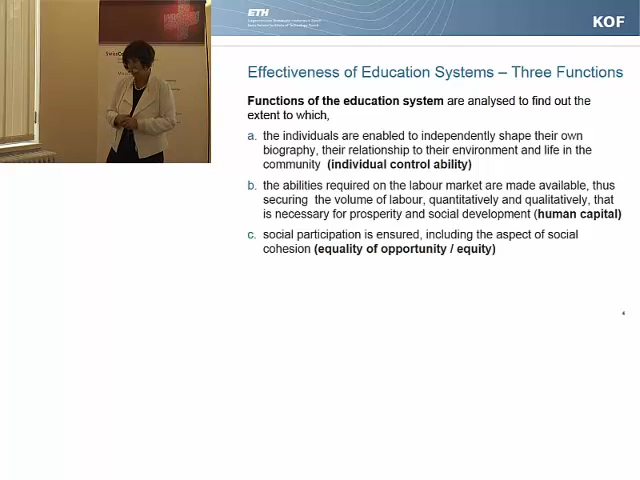 ETH
KOF
Effectiveness of Education Systems – Three Functions
Functions of the education system are analysed to find out the
extent to which,
a. the individuals are enabled to independently shape their own
biography, their relationship to their environment and life in the
community (individual control ability)
b. the abilities required on the labour market are made available, thus
securing the volume of labour, quantitatively and qualitatively, that
is necessary for prosperity and social development (human capital)
c. social participation is ensured, including the aspect of social
cohesion (equality of opportunity / equity)
4